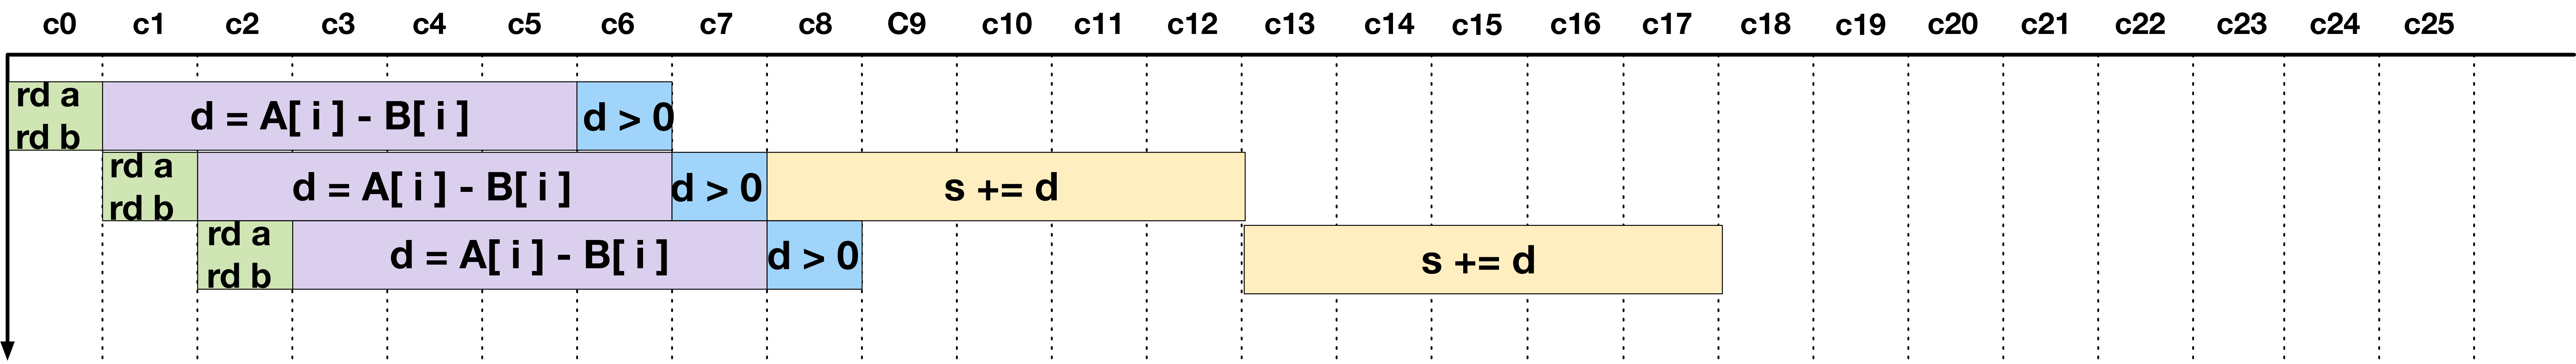 c0 c1 c2 c3 c4 c5 c6 c7 c8 C9 c10 c11 c12 c13 c14 c15 c16 c17 c18 c19 c20 c21 c22 c23 c24 c25
rd a
rd b
d = A[ i ] - B[ i ]
d > 0
rd a
rd b
d = A[ i ] - B[ i ]
d > 0
s += d
rd a
rd b
d = A[ i ] - B[ i ]
d > 0
s += d